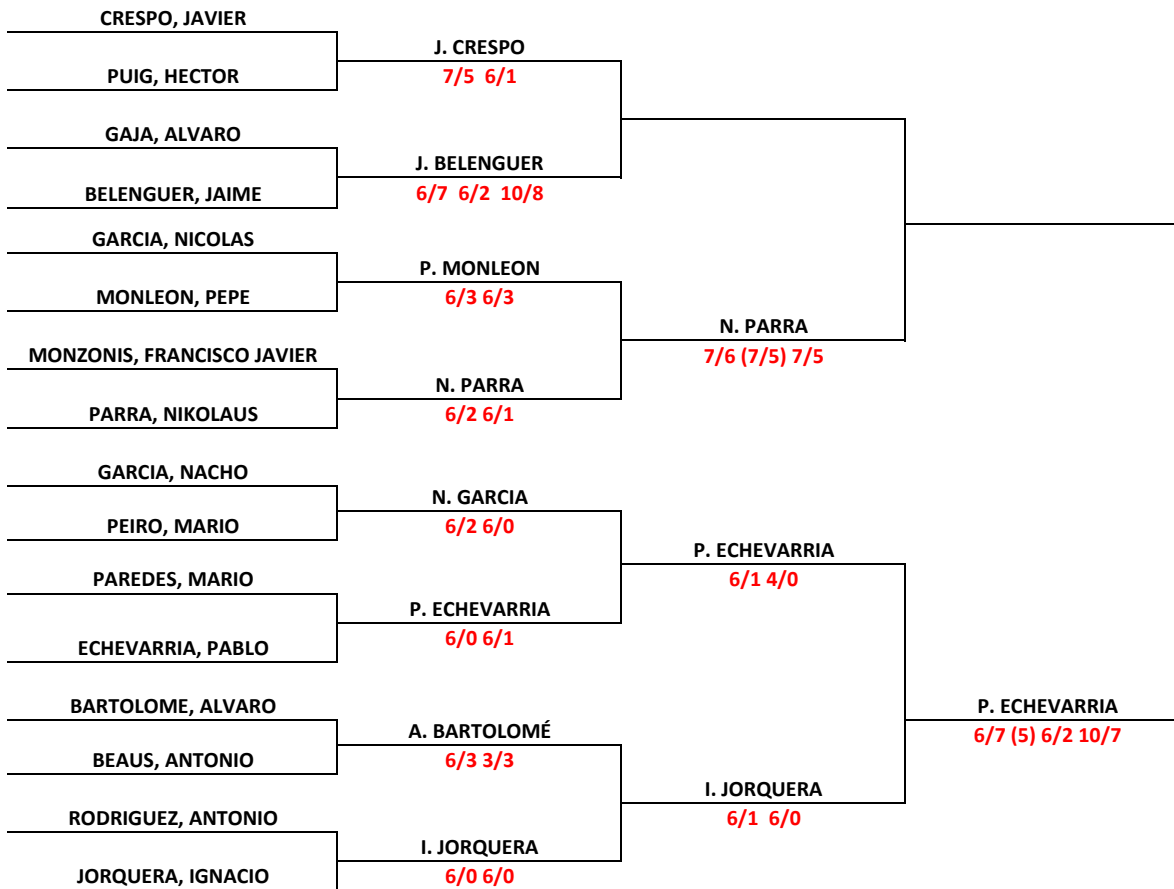 CRESPO, JAVIER
J. CRESPO
PUIG, HECTOR
7/5 6/1
GAJA, ALVARO
J. BELENGUER
BELENGUER, JAIME
6/7 6/2 10/8
GARCIA, NICOLAS
P. MONLEON
MONLEON, PEPE
6/3 6/3
N. PARRA
7/6 (7/5) 7/5
MONZONIS, FRANCISCO JAVIER
N. PARRA
PARRA, NIKOLAUS
6/2 6/1
GARCIA, NACHO
N. GARCIA
PEIRO, MARIO
6/2 6/0
P. ECHEVARRIA
6/1 4/0
PAREDES, MARIO
P. ECHEVARRIA
ECHEVARRIA, PABLO
6/0 6/1
BARTOLOME, ALVARO
A. BARTOLOMÉ
BEAUS, ANTONIO
6/3 3/3
P. ECHEVARRIA
6/7 (5) 6/2 10/7
I. JORQUERA
6/1 6/0
RODRIGUEZ, ANTONIO
I. JORQUERA
JORQUERA, IGNACIO
6/0 6/0